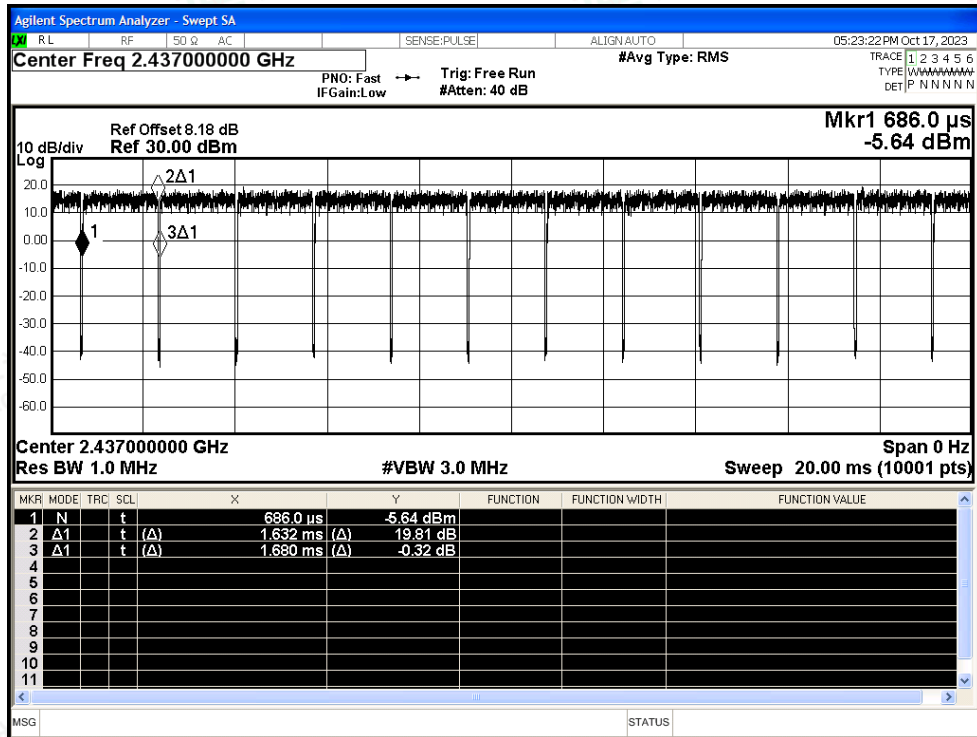 Agilent Spectrum Analyzer - Swept SA
LXI RL RF 50 Ω AC SENSE:PULSE ALIGN AUTO 05:23:22 PM Oct 17, 2023
Center Freq 2.437000000 GHz #Avg Type: RMS TRACE 1 2 3 4 5 6
PNO: Fast Trig: Free Run TYPE WWWWWW
IFGain:Low #Atten: 40 dB DET P N N N N N
Ref Offset 8.18 dB Mkr1 686.0 µs
10 dB/div Ref 30.00 dBm -5.64 dBm
Log
2Δ1
20.0
10.0
1 3Δ1
0.00
-10.0
-20.0
-30.0
-40.0
-50.0
-60.0
Center 2.437000000 GHz Span 0 Hz
Res BW 1.0 MHz #VBW 3.0 MHz Sweep 20.00 ms (10001 pts)
MKR MODE TRC SCL X Y FUNCTION FUNCTION WIDTH FUNCTION VALUE
1 N t 686.0 µs -5.64 dBm
2 Δ1 t (Δ) 1.632 ms (Δ) 19.81 dB
3 Δ1 t (Δ) 1.680 ms (Δ) -0.32 dB
4
5
6
7
8
9
10
11
MSG STATUS